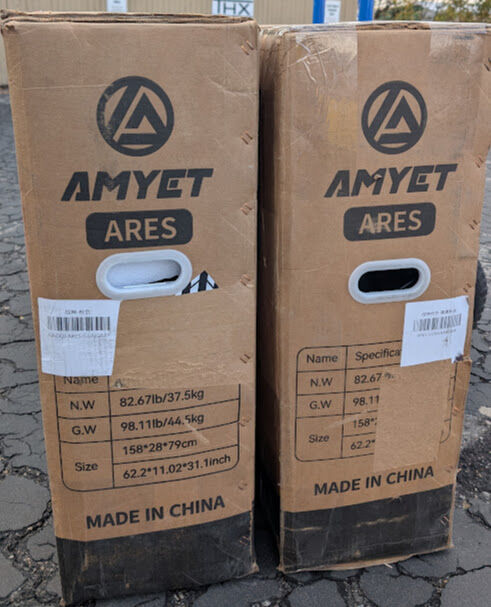 THX
AMYET
ARES
Name
N.W 82.67lb/37.5kg
G.W 98.11lb/44.5kg
Size 158*28*79cm
62.2*11.02*31.1inch
MADE IN CHINA
AMYET
ARES
Name Specifica
N.W 82.67
G.W 98.11
Size 158*
62.2*
MADE IN CHINA